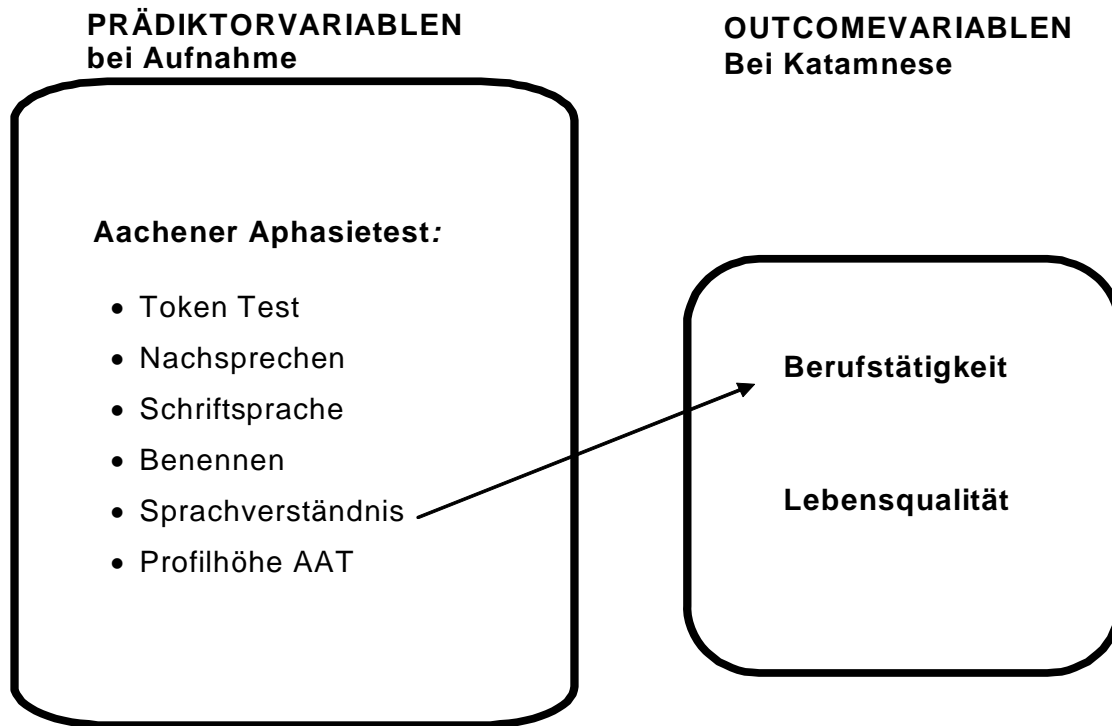 PRÄDIKTORVARIABLEN
bei Aufnahme
OUTCOMEVARIABLEN
Bei Katamnese
Aachener Aphasietest:
• Token Test
• Nachsprechen
• Schriftsprache
• Benennen
• Sprachverständnis
• Profilhöhe AAT
Berufstätigkeit
Lebensqualität